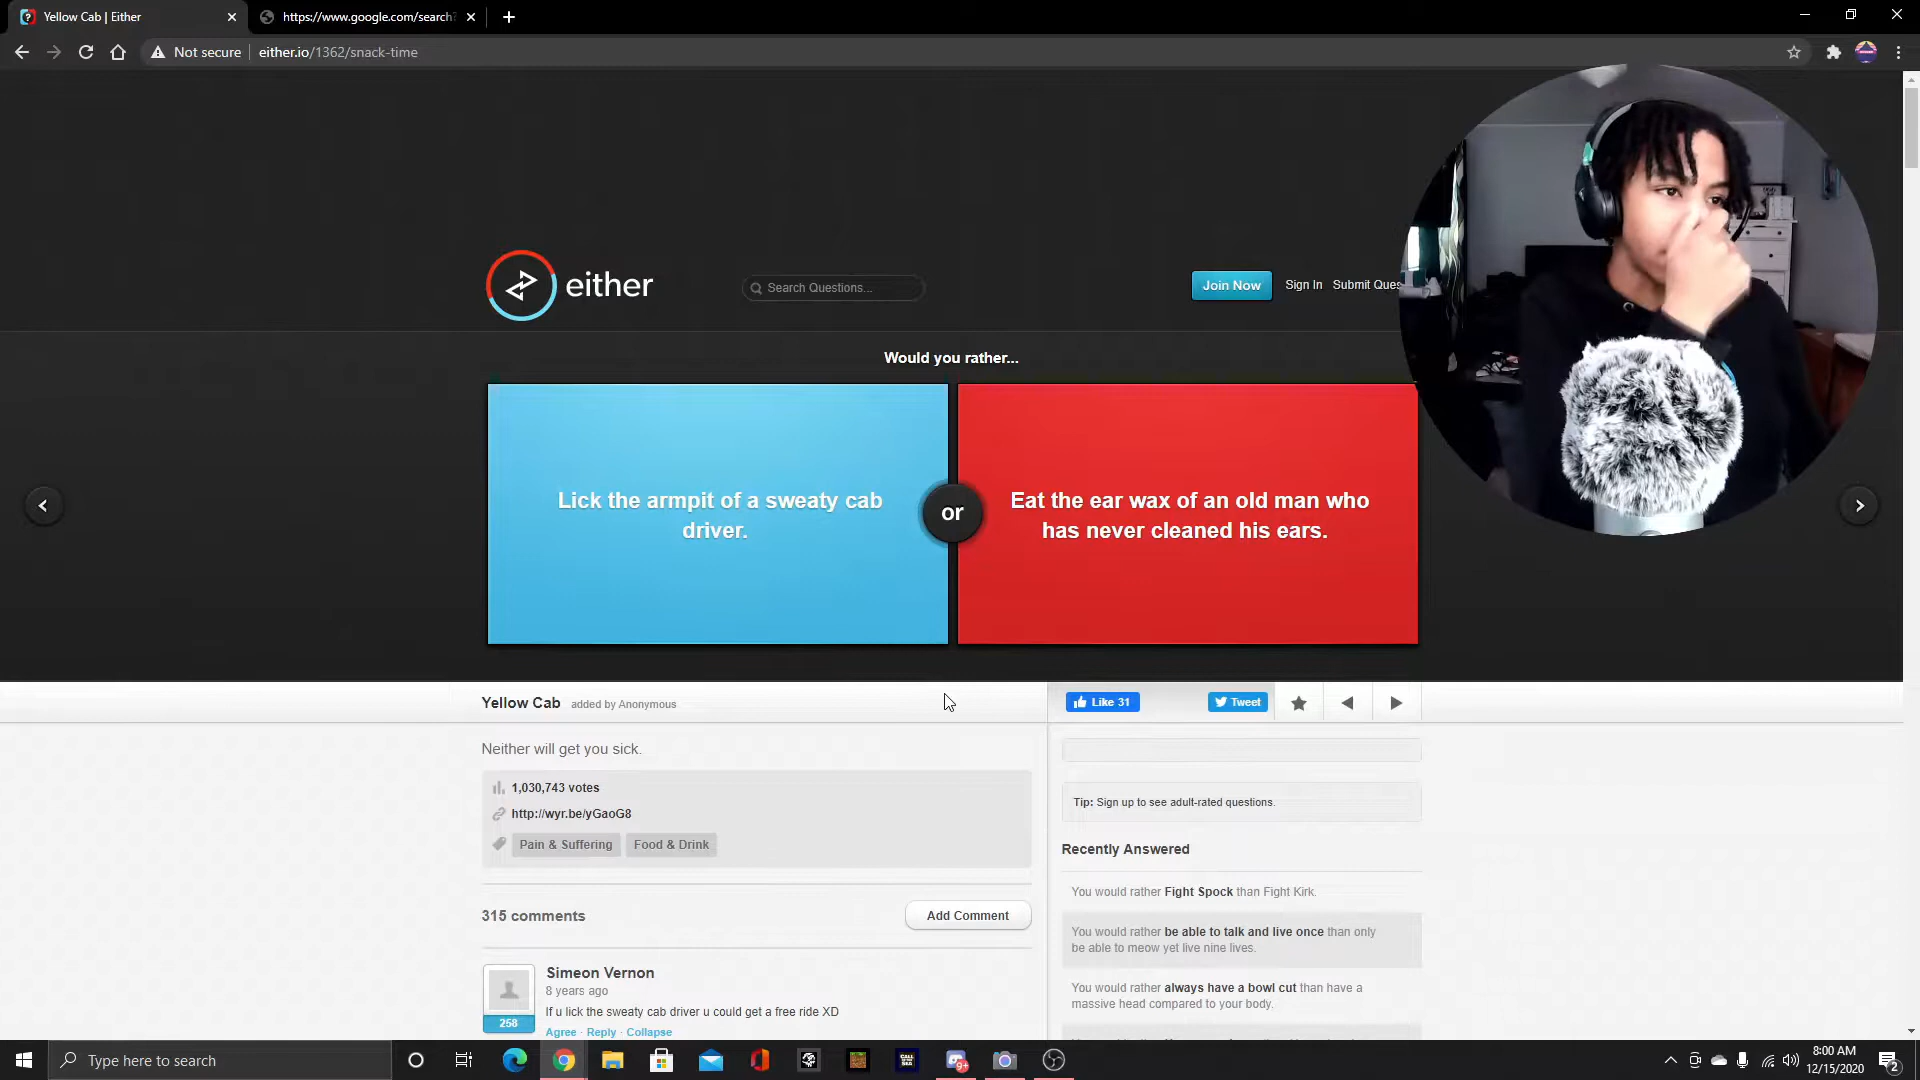 Yellow Cab | Either
https://www.google.com/search?
Not secure
either.io/1362/snack-time
either
Search Questions...
Join Now
Sign In
Submit Ques
Would you rather...
Lick the armpit of a sweaty cab
driver.
or
Eat the ear wax of an old man who
has never cleaned his ears.
Yellow Cab
added by Anonymous
Like 31
Tweet
Neither will get you sick.
1,030,743 votes
http://wyr.be/yGaoG8
Pain & Suffering
Food & Drink
Tip: Sign up to see adult-rated questions.
Recently Answered
You would rather Fight Spock than Fight Kirk.
You would rather be able to talk and live once than only
be able to meow yet live nine lives.
You would rather always have a bowl cut than have a
massive head compared to your body.
315 comments
Add Comment
Simeon Vernon
8 years ago
If u lick the sweaty cab driver u could get a free ride XD
258
Agree · Reply · Collapse
Type here to search
9+
8:00 AM
12/15/2020
2